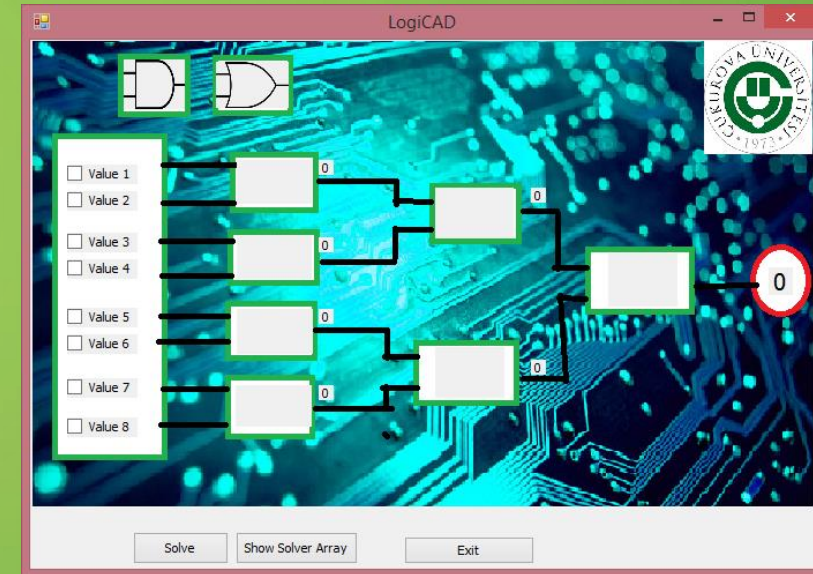 LogiCAD
ÇUKUROVA ÜNİVERSİTESİ
1973
Value 1
Value 2
Value 3
Value 4
Value 5
Value 6
Value 7
Value 8
0
0
0
0
0
0
0
Solve
Show Solver Array
Exit